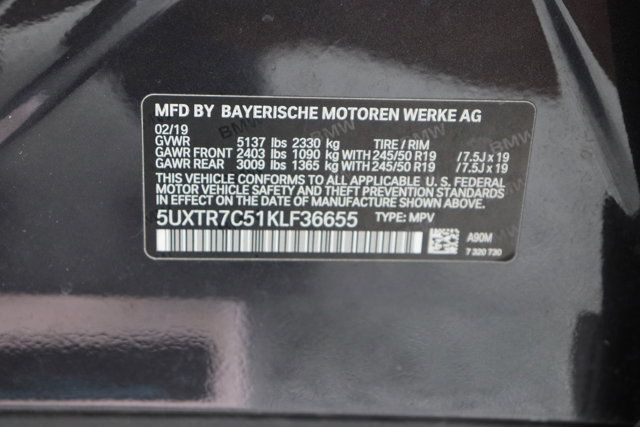 MFD BY BAYERISCHE MOTOREN WERKE AG
02/19
GVWR 5137 lbs 2330 kg TIRE / RIM
GAWR FRONT 2403 lbs 1090 kg WITH 245/50 R19 /7.5J x 19
GAWR REAR 3009 lbs 1365 kg WITH 245/50 R19 /7.5J x 19
THIS VEHICLE CONFORMS TO ALL APPLICABLE U. S. FEDERAL
MOTOR VEHICLE SAFETY AND THEFT PREVENTION STANDARDS
IN EFFECT ON THE DATE OF MANUFACTURE SHOWN ABOVE.
5UXTR7C51KLF36655 TYPE: MPV
A90M
7 320 730